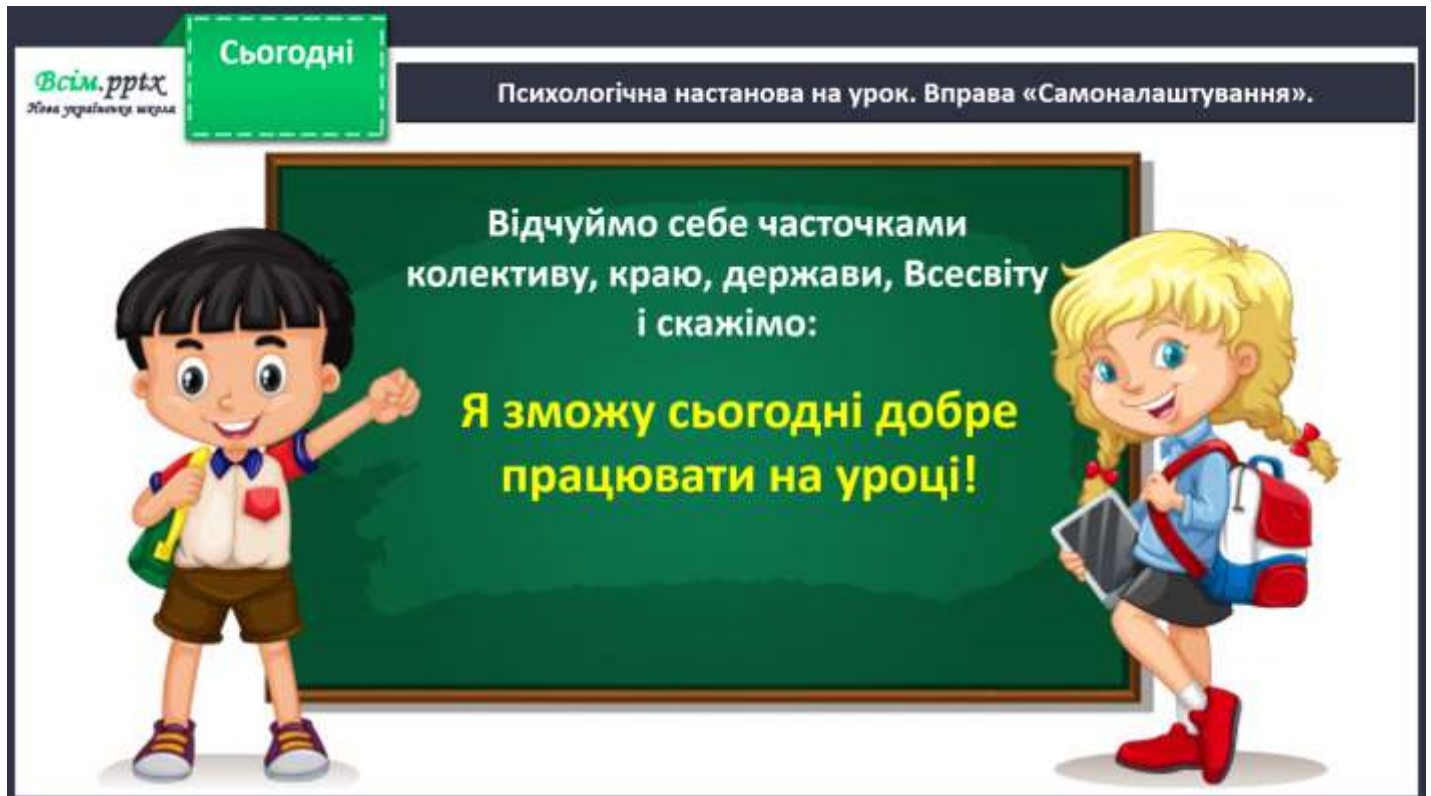 Сьогодні
Всім.pptx
Нова українська школа
Психологічна настанова на урок. Вправа «Самоналаштування».
Відчуймо себе часточками
колективу, краю, держави, Всесвіту
і скажімо:
Я зможу сьогодні добре
працювати на уроці!